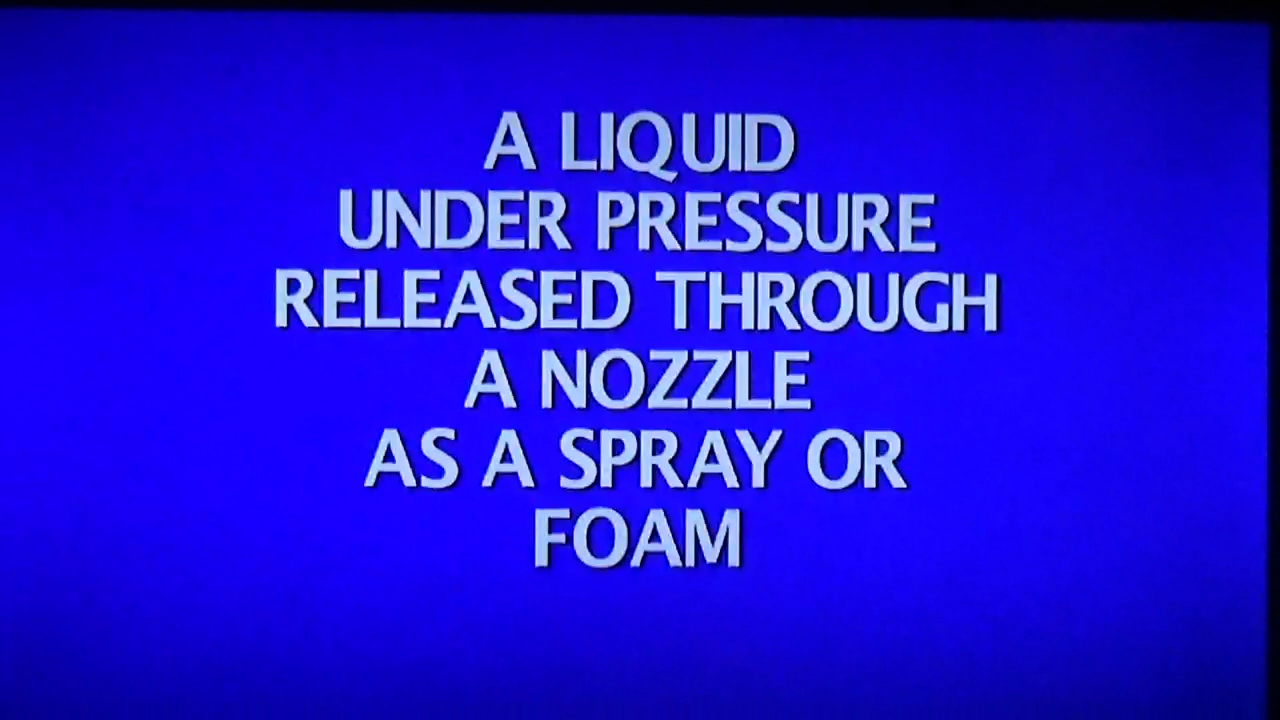 A LIQUID
UNDER PRESSURE
RELEASED THROUGH
A NOZZLE
AS A SPRAY OR
FOAM